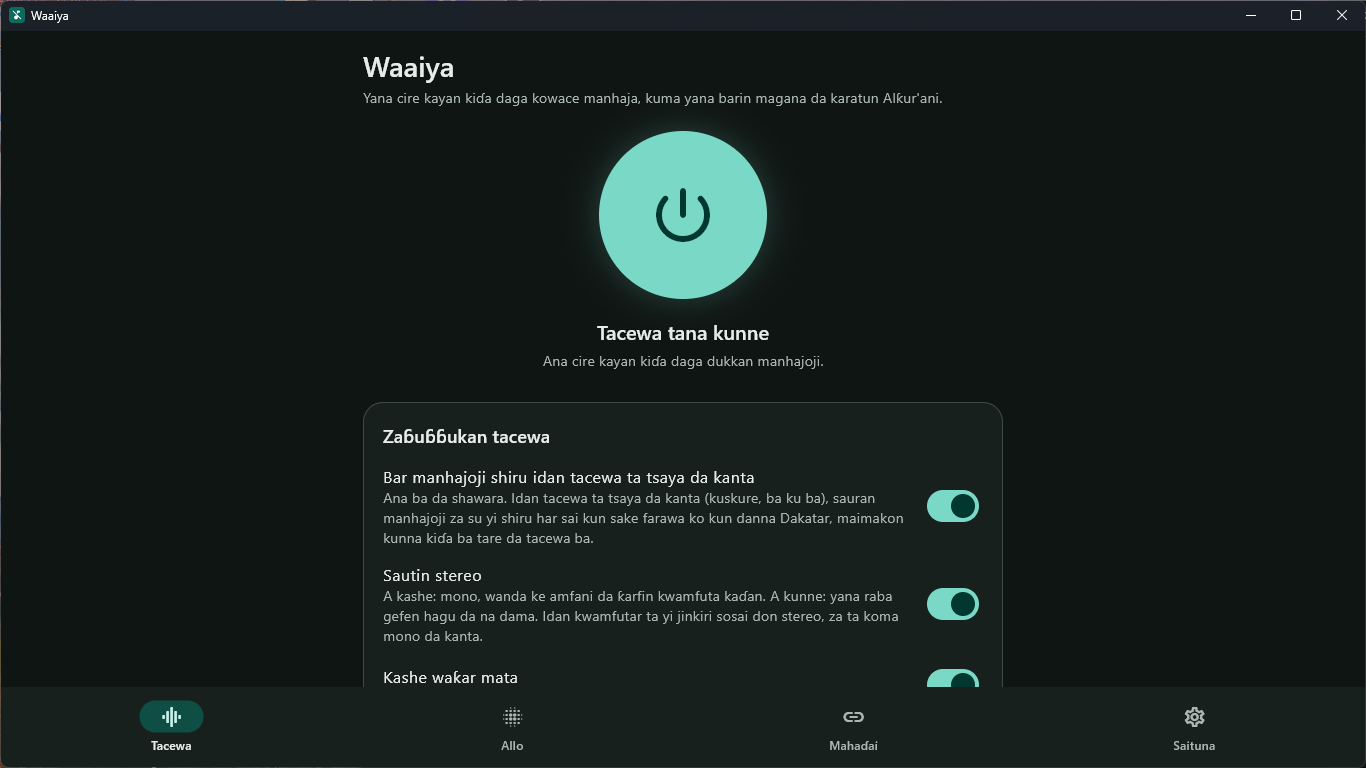 Waaiya
Waaiya
Yana cire kayan kiɗa daga kowace manhaja, kuma yana barin magana da karatun Alƙur'ani.
Tacewa tana kunne
Ana cire kayan kiɗa daga dukkan manhajoji.
Zaɓuɓɓukan tacewa
Bar manhajoji shiru idan tacewa ta tsaya da kanta
Ana ba da shawara. Idan tacewa ta tsaya da kanta (kuskure, ba ku ba), sauran
manhajoji za su yi shiru har sai kun sake farawa ko kun danna Dakatar, maimakon
kunna kiɗa ba tare da tacewa ba.
Sautin stereo
A kashe: mono, wanda ke amfani da ƙarfin kwamfuta kaɗan. A kunne: yana raba
gefen hagu da na dama. Idan kwamfutar ta yi jinkiri sosai don stereo, za ta koma
mono da kanta.
Kashe waƙar mata
Tacewa
Allo
Mahaɗai
Saituna